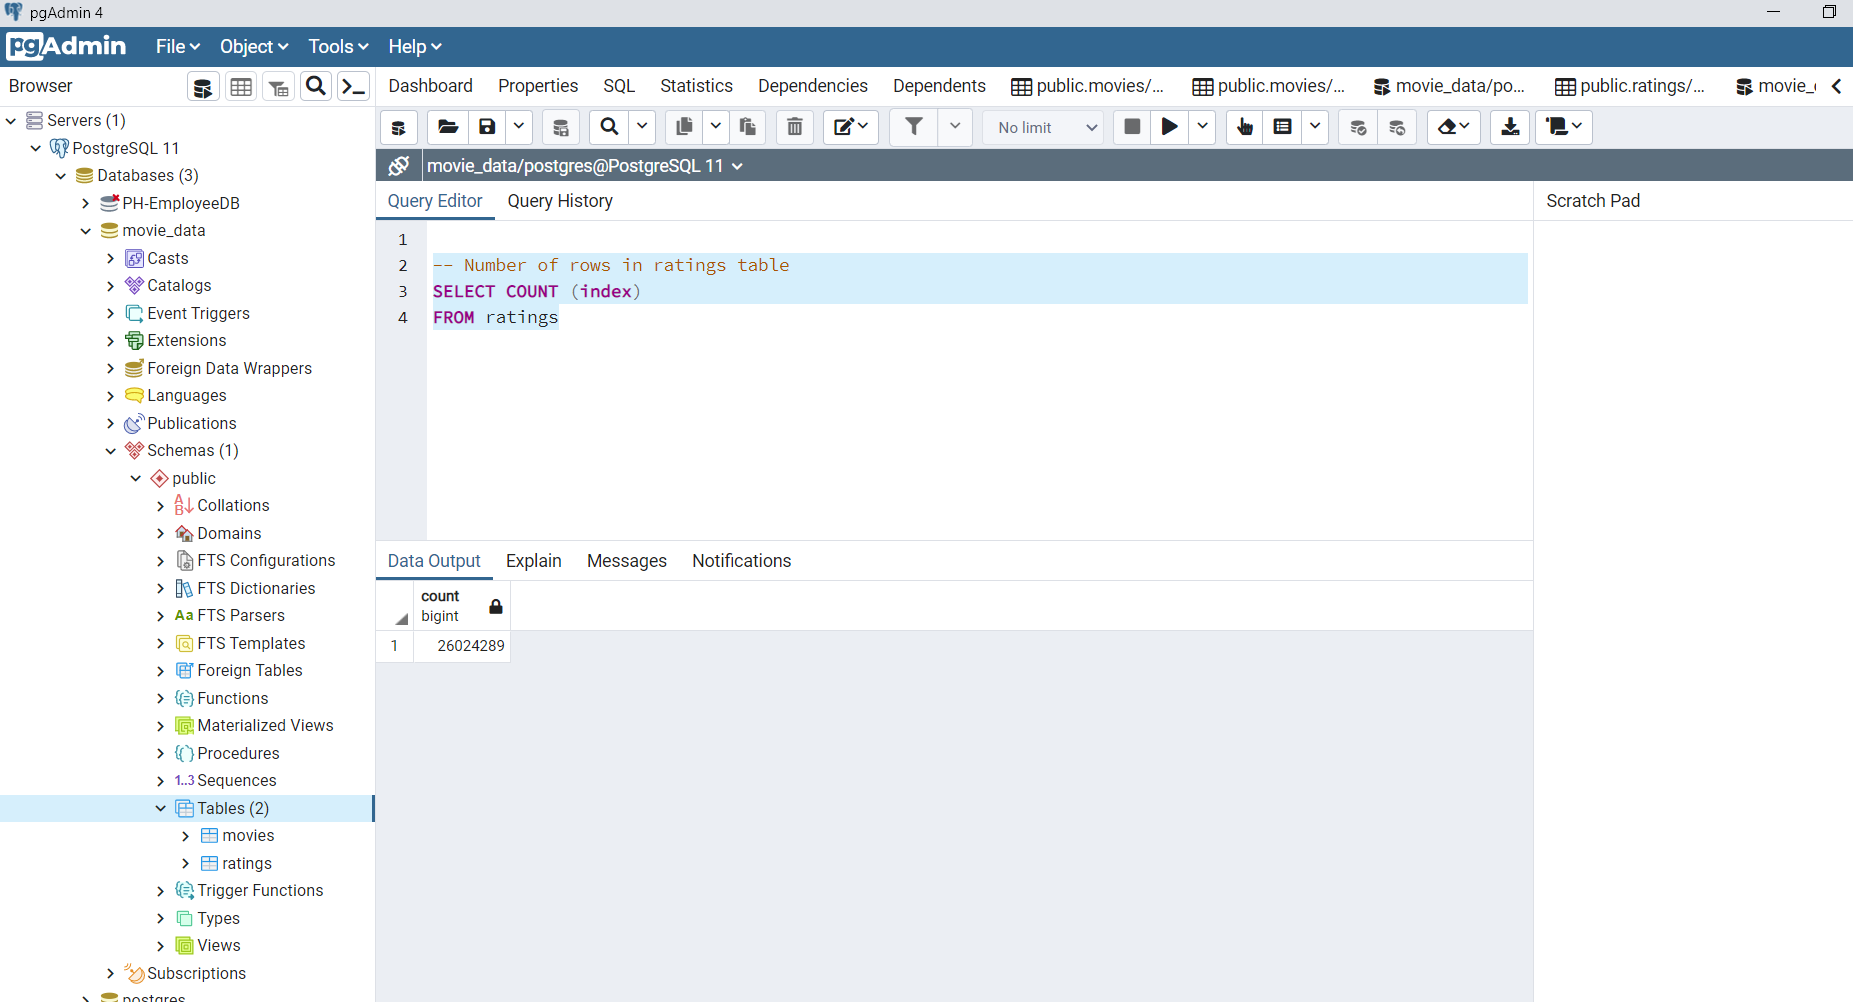 pgAdmin 4
pgAdmin File Object Tools Help
Browser
Dashboard Properties SQL Statistics Dependencies Dependents public.movies/... public.movies/... movie_data/po... public.ratings/... movie_
No limit
movie_data/postgres@PostgreSQL 11
Query Editor Query History
Scratch Pad
Servers (1)
PostgreSQL 11
Databases (3)
PH-EmployeeDB
movie_data
Casts
Catalogs
Event Triggers
Extensions
Foreign Data Wrappers
Languages
Publications
Schemas (1)
public
Collations
Domains
FTS Configurations
FTS Dictionaries
Aa FTS Parsers
FTS Templates
Foreign Tables
Functions
Materialized Views
Procedures
1..3 Sequences
Tables (2)
movies
ratings
Trigger Functions
Types
Views
Subscriptions
postgres
1
2 -- Number of rows in ratings table
3 SELECT COUNT (index)
4 FROM ratings
Data Output Explain Messages Notifications
count
bigint
1 26024289